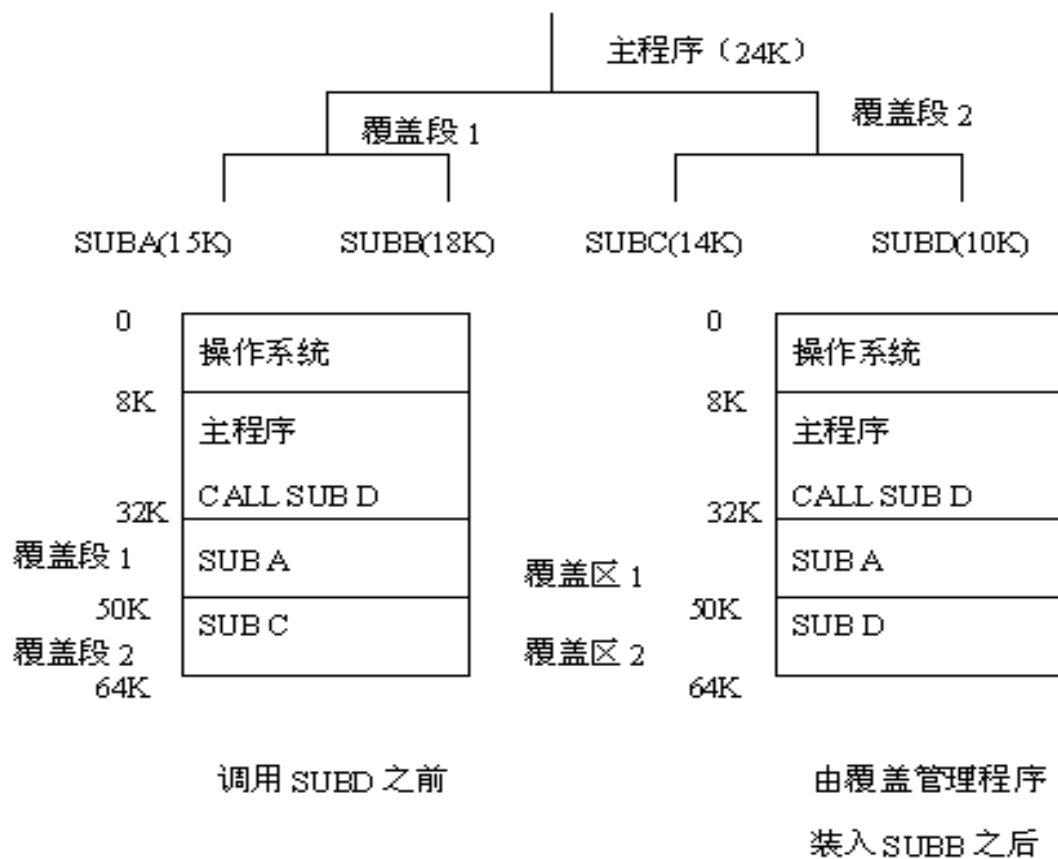 主程序（24K）
覆盖段 1
覆盖段 2
SUBA(15K)
SUBB(18K)
SUBC(14K)
SUBD(10K)
0
操作系统
8K
主程序
CALL SUB D
32K
覆盖段 1
SUB A
50K
SUB C
覆盖段 2
64K
调用 SUBD 之前
0
操作系统
8K
主程序
CALL SUB D
32K
覆盖区 1
SUB A
50K
SUB D
覆盖区 2
64K
由覆盖管理程序
装入 SUBB 之后